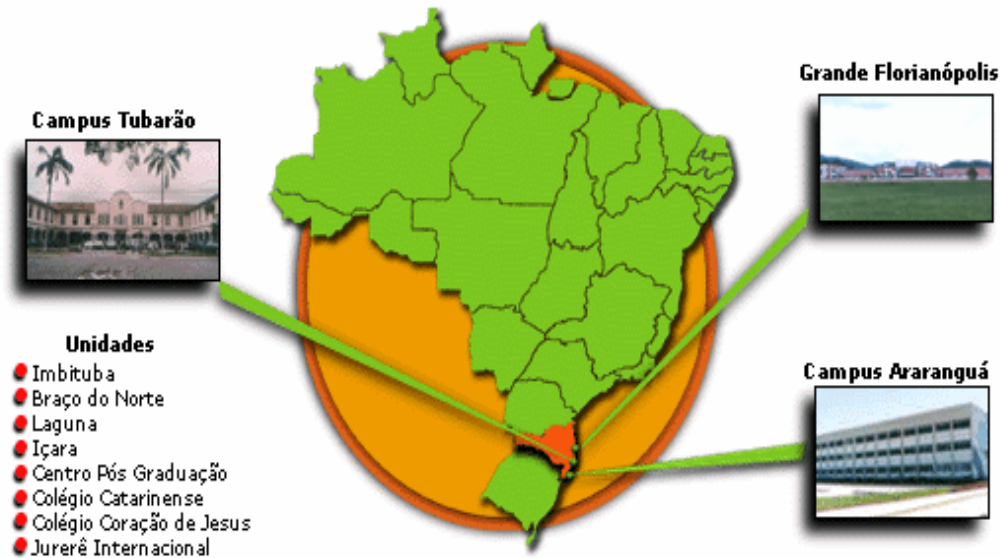 Grande Florianópolis
Campus Tubarão
Unidades
Imbituba
Braço do Norte
Laguna
Içara
Centro Pós Graduação
Colégio Catarinense
Colégio Coração de Jesus
Jurerê Internacional
Campus Araranguá